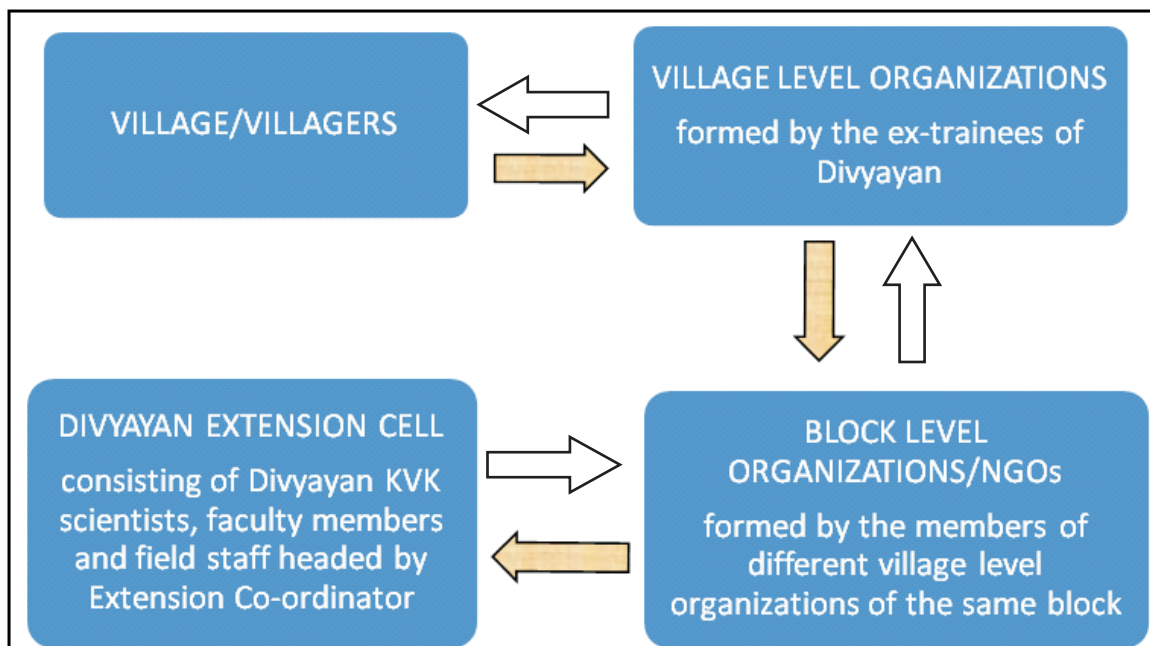 VILLAGE/VILLAGERS
VILLAGE LEVEL ORGANIZATIONS
formed by the ex-trainees of
Divyayan
DIVYAYAN EXTENSION CELL
consisting of Divyayan KVK
scientists, faculty members
and field staff headed by
Extension Co-ordinator
BLOCK LEVEL
ORGANIZATIONS/NGOs
formed by the members of
different village level
organizations of the same block